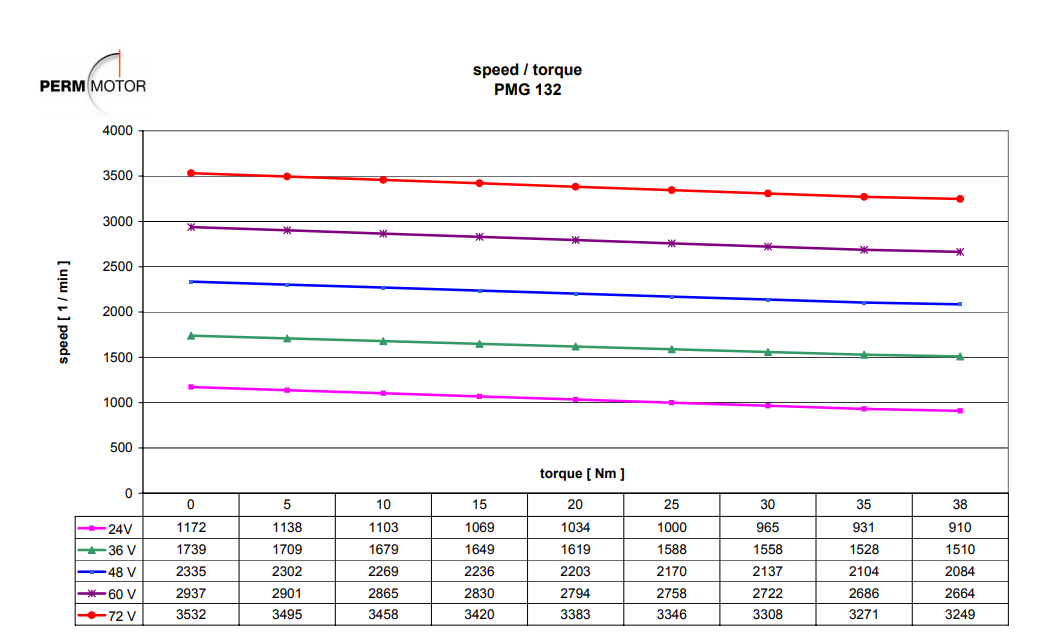 PERM MOTOR
speed / torque
PMG 132
4000
3500
3000
2500
2000
1500
1000
500
0
speed [ 1 / min ]
torque [ Nm ]
0 5 10 15 20 25 30 35 38
24V 1172 1138 1103 1069 1034 1000 965 931 910
36 V 1739 1709 1679 1649 1619 1588 1558 1528 1510
48 V 2335 2302 2269 2236 2203 2170 2137 2104 2084
60 V 2937 2901 2865 2830 2794 2758 2722 2686 2664
72 V 3532 3495 3458 3420 3383 3346 3308 3271 3249